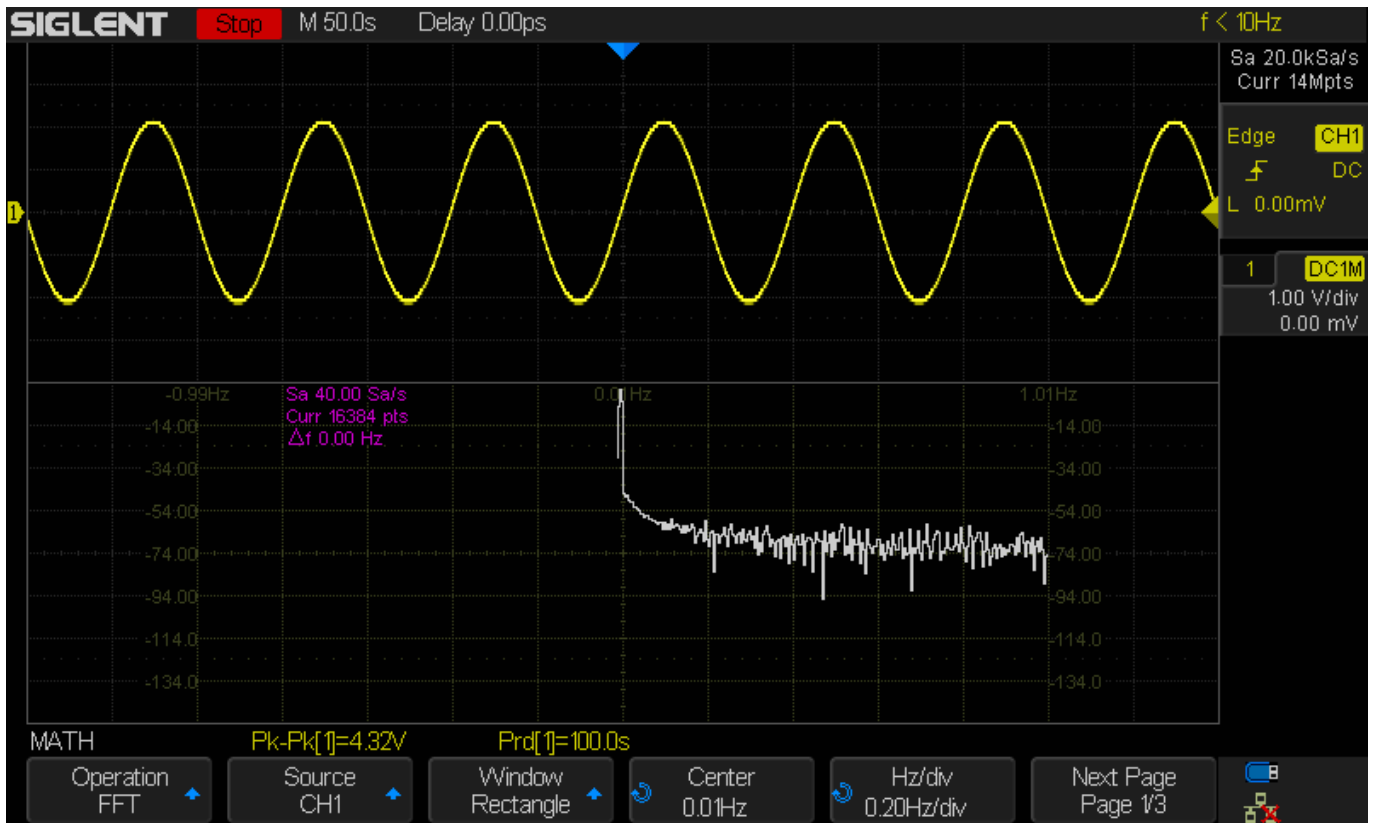 SIGLENT Stop M 50.0s Delay 0.00ps f < 10Hz
Sa 20.0kSa/s
Curr 14Mpts
Edge CH1
DC
L 0.00mV
1 DC1M
1.00 V/div
0.00 mV
1
-0.99Hz Sa 40.00 Sa/s 0.01Hz 1.01Hz
Curr 16384 pts
-14.00 Δf 0.00 Hz -14.00
-34.00 -34.00
-54.00 -54.00
-74.00 -74.00
-94.00 -94.00
-114.0 -114.0
-134.0 -134.0
MATH Pk-Pk[1]=4.32V Prd[1]=100.0s
Operation Source Window Center Hz/div Next Page
FFT CH1 Rectangle 0.01Hz 0.20Hz/div Page 1/3